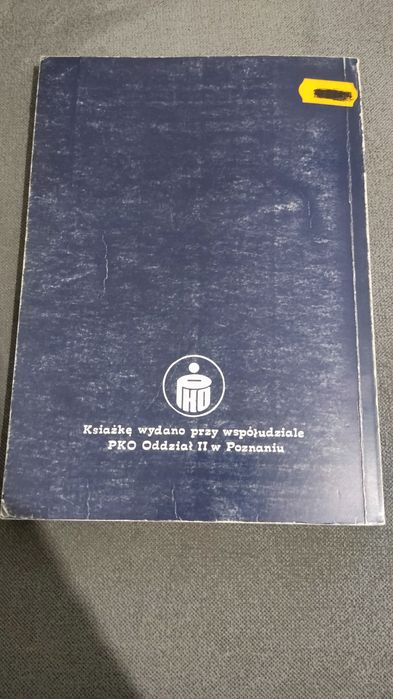 PKO
Książkę wydano przy współudziale
PKO Oddział II w Poznaniu